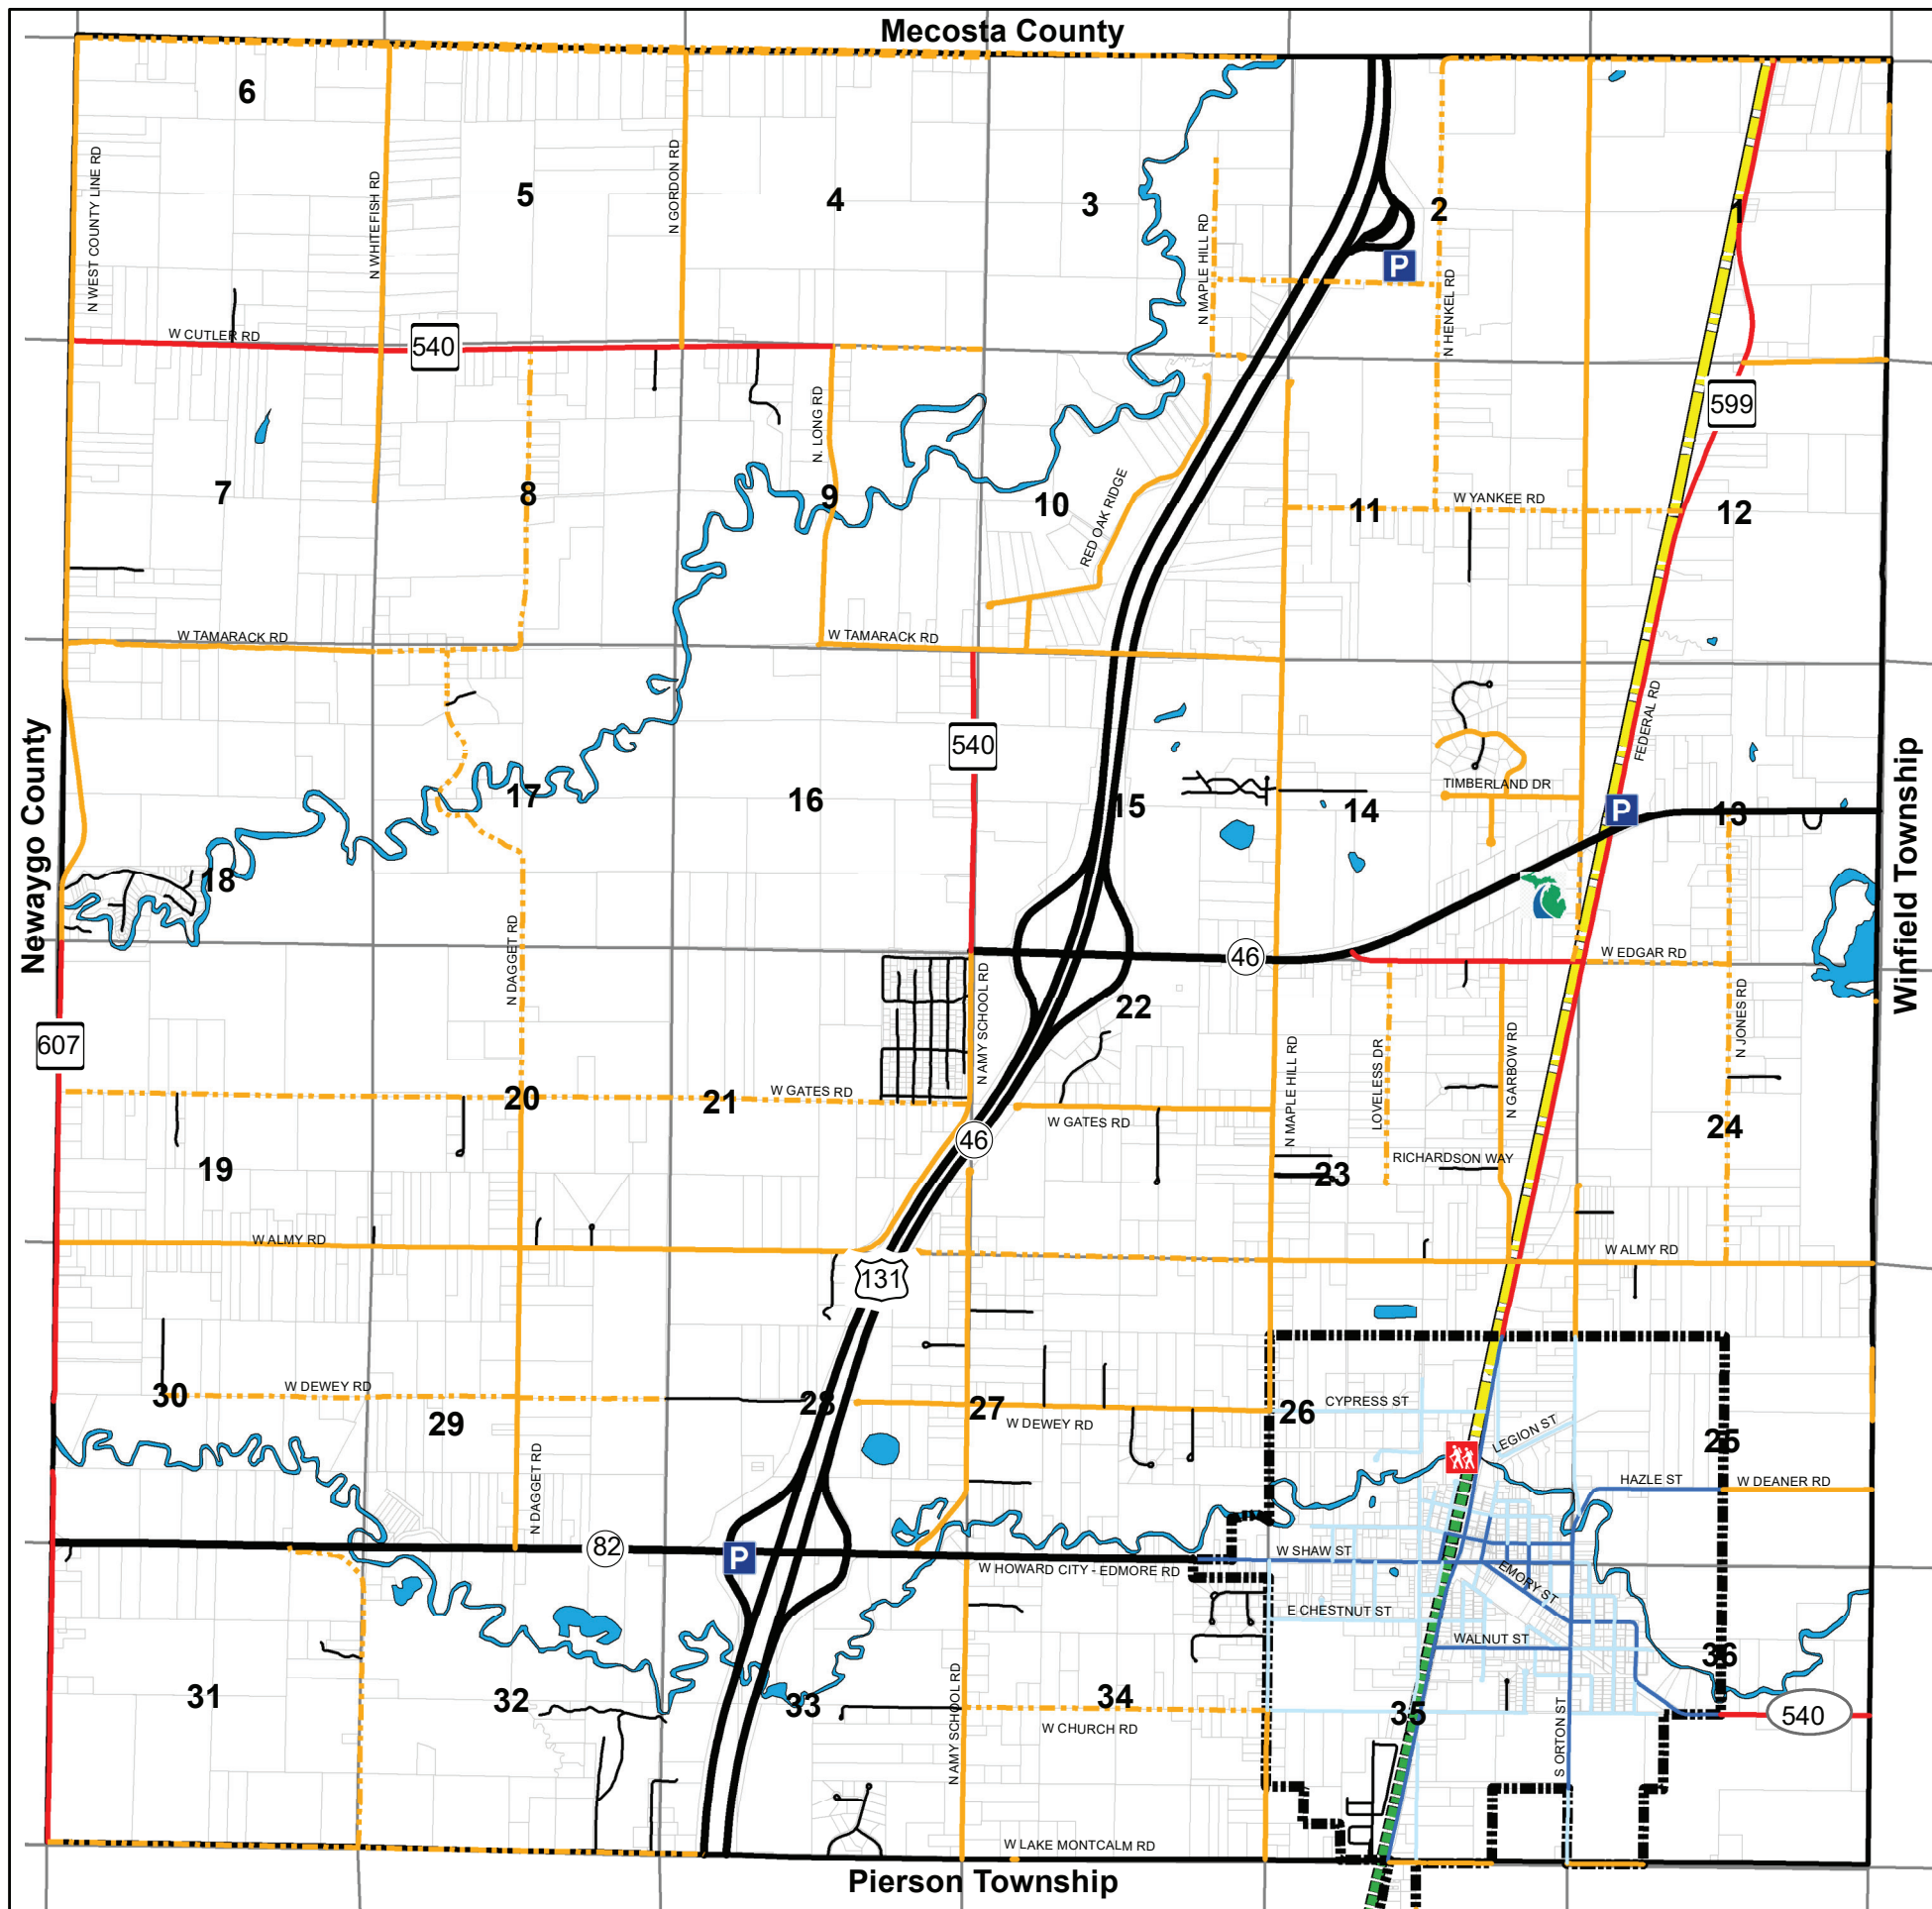 Mecosta County
6
5
4
3
2
1
N WEST COUNTY LINE RD
N WHITEFISH RD
N GORDON RD
N MAPLE HILL RD
N HENKEL RD
P
W CUTLER RD
540
599
N. LONG RD
RED OAK RIDGE
W YANKEE RD
7
8
9
10
11
12
W TAMARACK RD
W TAMARACK RD
FEDERAL RD
540
TIMBERLAND DR
P
18
17
16
15
14
13
Newaygo County
Winfield Township
N DAGGET RD
N AMY SCHOOL RD
46
W EDGAR RD
607
22
N MAPLE HILL RD
LOVELESS DR
N GARBOW RD
N JONES RD
W GATES RD
W GATES RD
19
20
21
46
RICHARDSON WAY
23
24
W ALMY RD
W ALMY RD
131
W DEWEY RD
W DEWEY RD
30
29
28
27
26
25
CYPRESS ST
LEGION ST
HAZLE ST
W DEANER RD
N DAGGET RD
82
P
W HOWARD CITY - EDMORE RD
W SHAW ST
EMORY ST
E CHESTNUT ST
WALNUT ST
31
32
33
34
35
36
N AMY SCHOOL RD
W CHURCH RD
S ORTON ST
540
W LAKE MONTCALM RD
Pierson Township